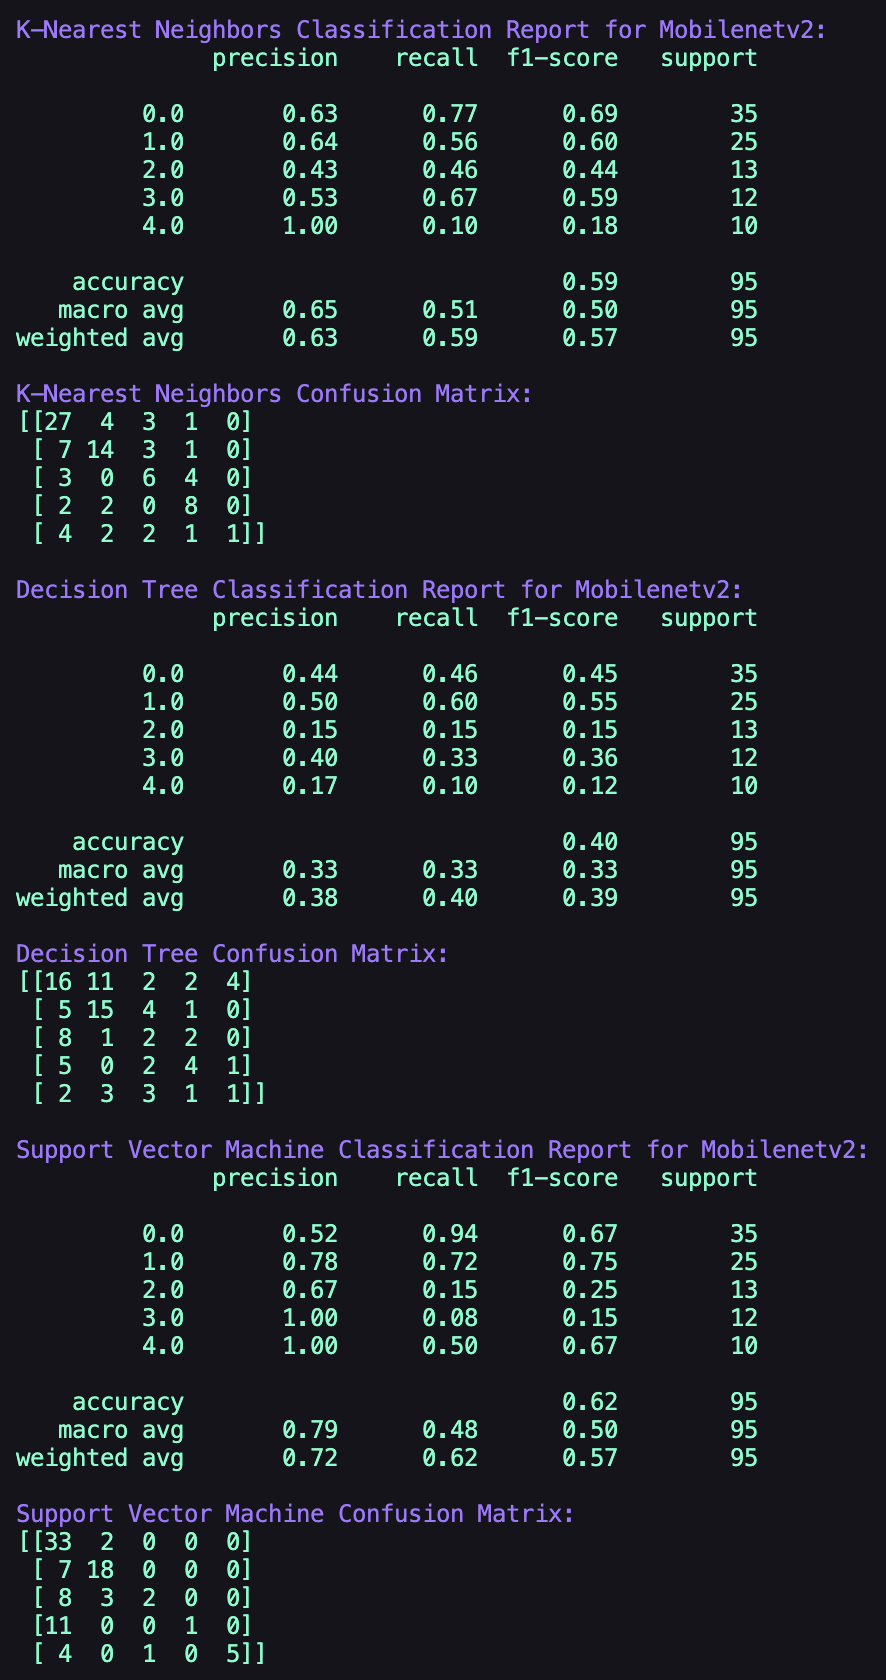 K-Nearest Neighbors Classification Report for Mobilenetv2:
              precision    recall  f1-score   support

         0.0       0.63      0.77      0.69        35
         1.0       0.64      0.56      0.60        25
         2.0       0.43      0.46      0.44        13
         3.0       0.53      0.67      0.59        12
         4.0       1.00      0.10      0.18        10

    accuracy                           0.59        95
   macro avg       0.65      0.51      0.50        95
weighted avg       0.63      0.59      0.57        95

K-Nearest Neighbors Confusion Matrix:
[[27  4  3  1  0]
 [ 7 14  3  1  0]
 [ 3  0  6  4  0]
 [ 2  2  0  8  0]
 [ 4  2  2  1  1]]

Decision Tree Classification Report for Mobilenetv2:
              precision    recall  f1-score   support

         0.0       0.44      0.46      0.45        35
         1.0       0.50      0.60      0.55        25
         2.0       0.15      0.15      0.15        13
         3.0       0.40      0.33      0.36        12
         4.0       0.17      0.10      0.12        10

    accuracy                           0.40        95
   macro avg       0.33      0.33      0.33        95
weighted avg       0.38      0.40      0.39        95

Decision Tree Confusion Matrix:
[[16 11  2  2  4]
 [ 5 15  4  1  0]
 [ 8  1  2  2  0]
 [ 5  0  2  4  1]
 [ 2  3  3  1  1]]

Support Vector Machine Classification Report for Mobilenetv2:
              precision    recall  f1-score   support

         0.0       0.52      0.94      0.67        35
         1.0       0.78      0.72      0.75        25
         2.0       0.67      0.15      0.25        13
         3.0       1.00      0.08      0.15        12
         4.0       1.00      0.50      0.67        10

    accuracy                           0.62        95
   macro avg       0.79      0.48      0.50        95
weighted avg       0.72      0.62      0.57        95

Support Vector Machine Confusion Matrix:
[[33  2  0  0  0]
 [ 7 18  0  0  0]
 [ 8  3  2  0  0]
 [11  0  0  1  0]
 [ 4  0  1  0  5]]